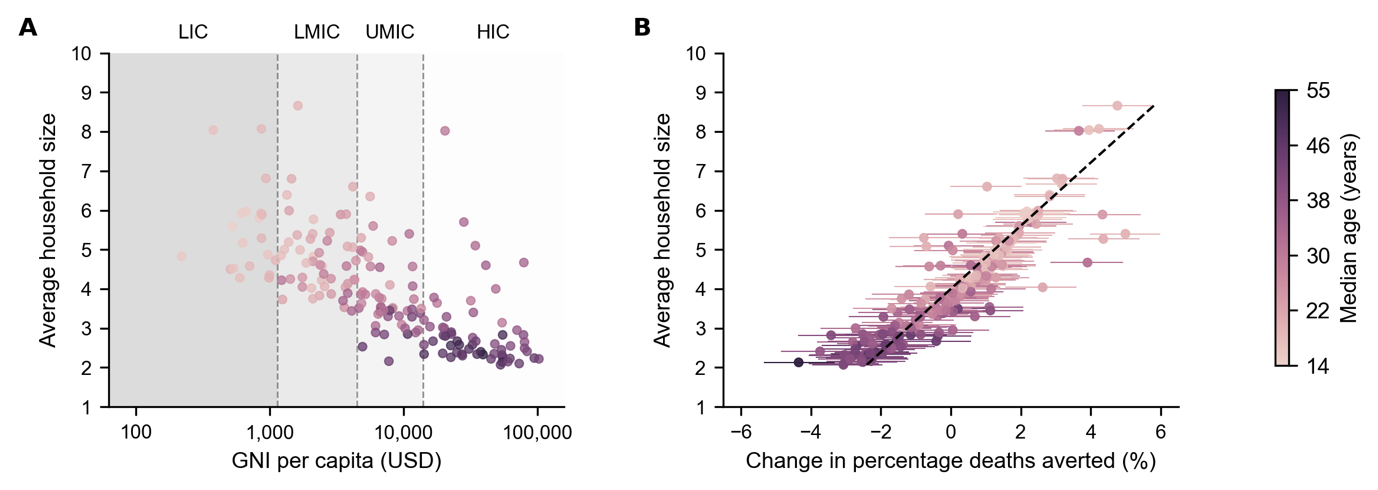 A
LIC LMIC UMIC HIC
10
9
8
7
6
5
4
3
2
1
Average household size
100 1,000 10,000 100,000
GNI per capita (USD)
B
10
9
8
7
6
5
4
3
2
1
Average household size
−6 −4 −2 0 2 4 6
Change in percentage deaths averted (%)
55
46
38
30
22
14
Median age (years)